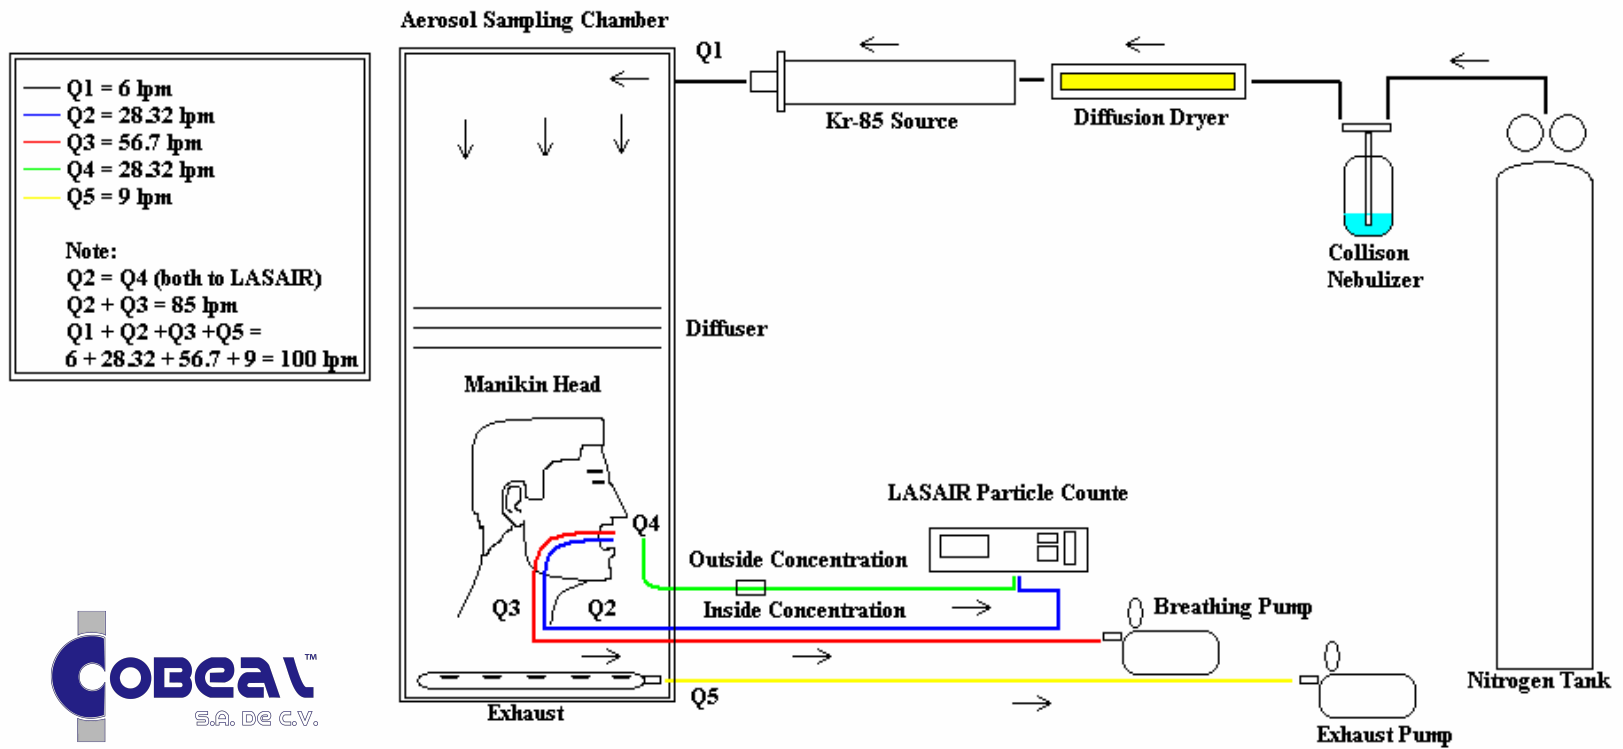 Aerosol Sampling Chamber
Q1 = 6 lpm
Q2 = 28.32 lpm
Q3 = 56.7 lpm
Q4 = 28.32 lpm
Q5 = 9 lpm
Note:
Q2 = Q4 (both to LASAIR)
Q2 + Q3 = 85 lpm
Q1 + Q2 +Q3 +Q5 =
6 + 28.32 + 56.7 + 9 = 100 lpm
Q1
Kr-85 Source
Diffusion Dryer
Collison
Nebulizer
Nitrogen Tank
Diffuser
Manikin Head
Q4
Q3
Q2
LASAIR Particle Counte
Outside Concentration
Inside Concentration
Breathing Pump
Q5
Exhaust
Exhaust Pump
COBEAL™
S.A. DE C.V.